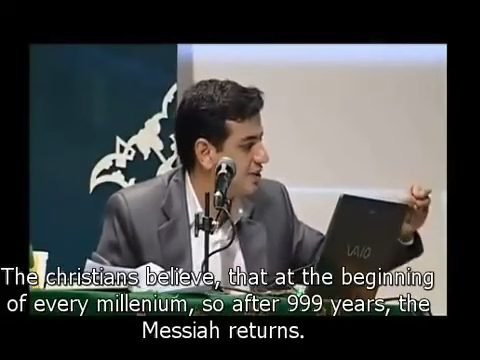 VAIO
The christians believe, that at the beginning
of every millenium, so after 999 years, the
Messiah returns.